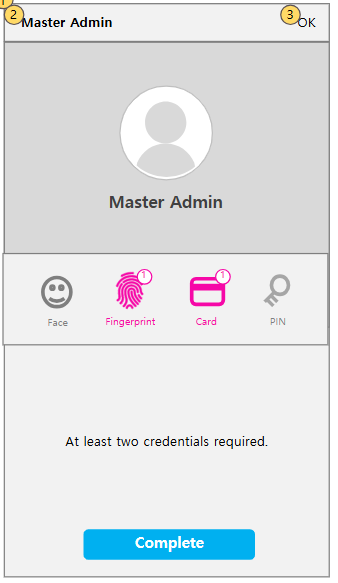 1
2 Master Admin 3 OK
Master Admin
1 1
Face Fingerprint Card PIN
At least two credentials required.
Complete